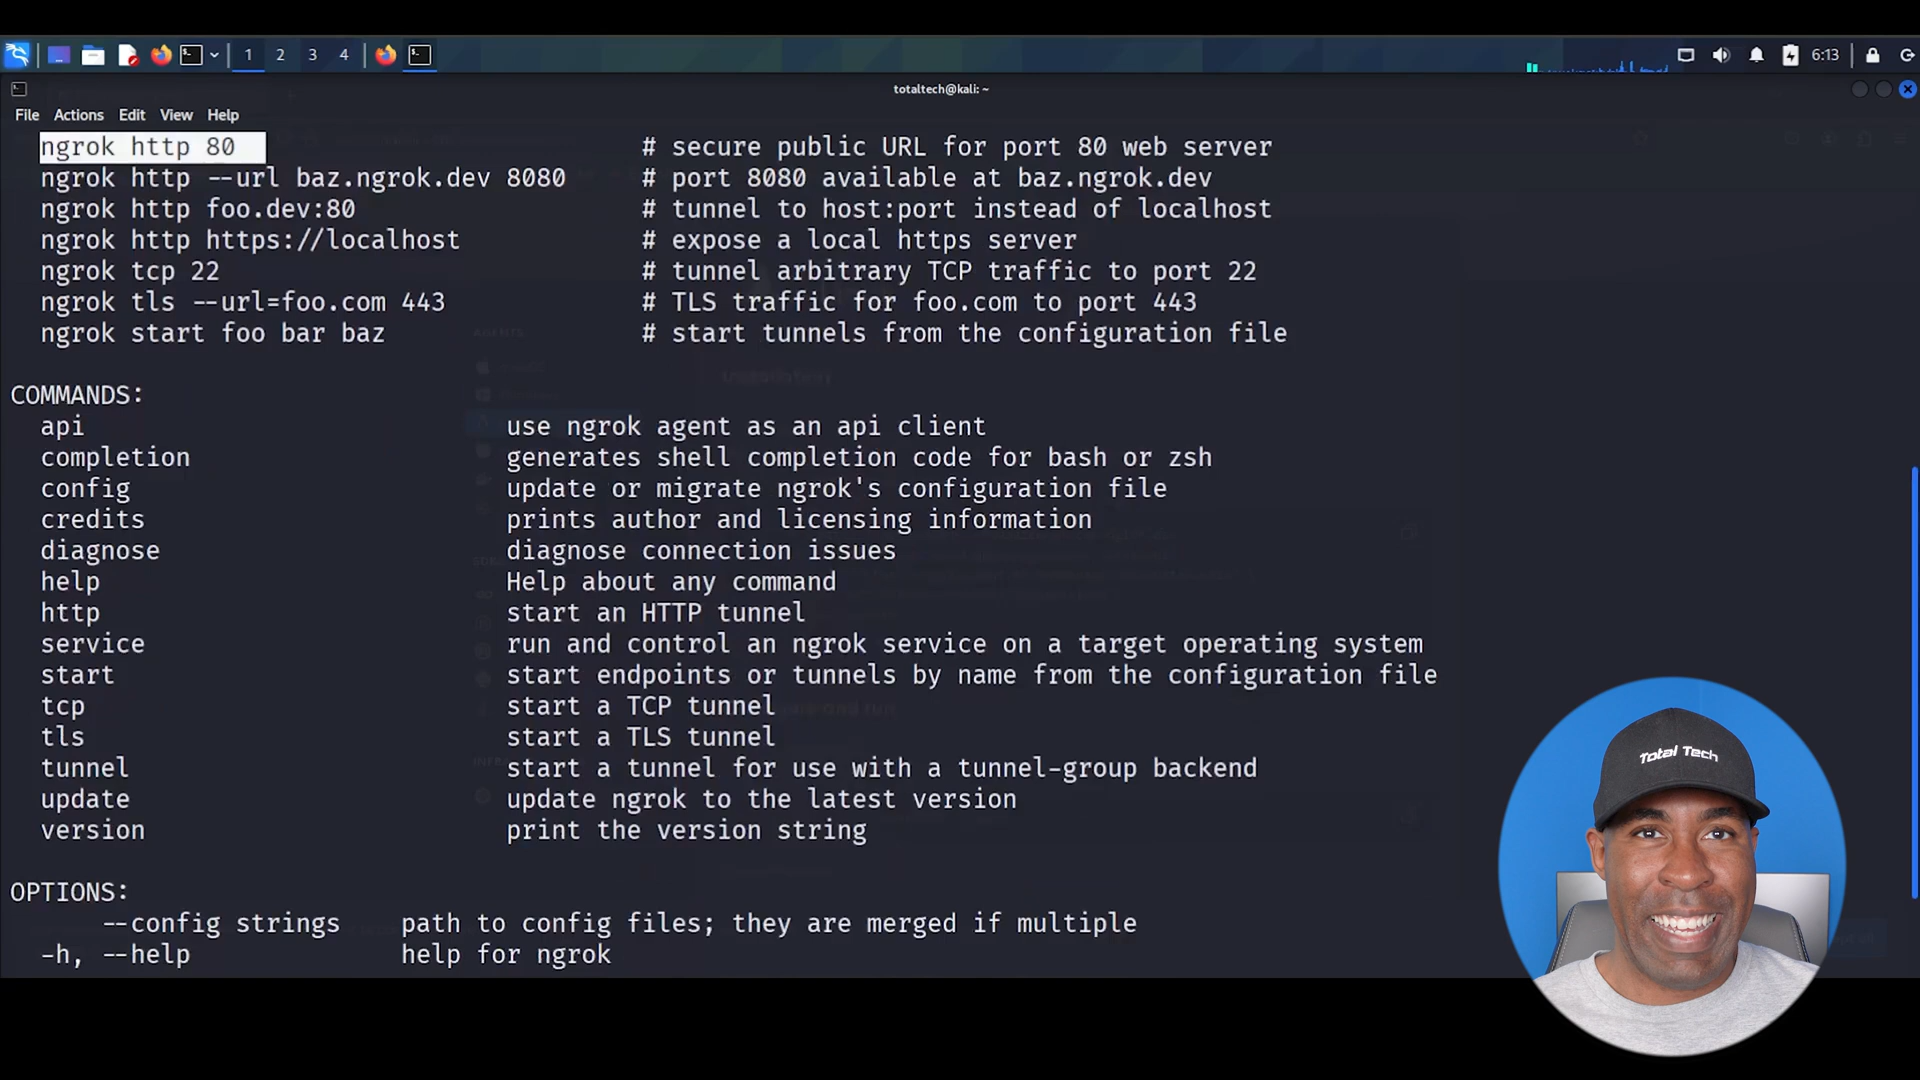 1 2 3 4 6:13
totaltech@kali: ~
File Actions Edit View Help
ngrok http 80 # secure public URL for port 80 web server
ngrok http --url baz.ngrok.dev 8080 # port 8080 available at baz.ngrok.dev
ngrok http foo.dev:80 # tunnel to host:port instead of localhost
ngrok http https://localhost # expose a local https server
ngrok tcp 22 # tunnel arbitrary TCP traffic to port 22
ngrok tls --url=foo.com 443 # TLS traffic for foo.com to port 443
ngrok start foo bar baz # start tunnels from the configuration file
COMMANDS:
api use ngrok agent as an api client
completion generates shell completion code for bash or zsh
config update or migrate ngrok's configuration file
credits prints author and licensing information
diagnose diagnose connection issues
help Help about any command
http start an HTTP tunnel
service run and control an ngrok service on a target operating system
start start endpoints or tunnels by name from the configuration file
tcp start a TCP tunnel
tls start a TLS tunnel
tunnel start a tunnel for use with a tunnel-group backend
update update ngrok to the latest version
version print the version string
OPTIONS:
--config strings path to config files; they are merged if multiple
-h, --help help for ngrok
Total Tech